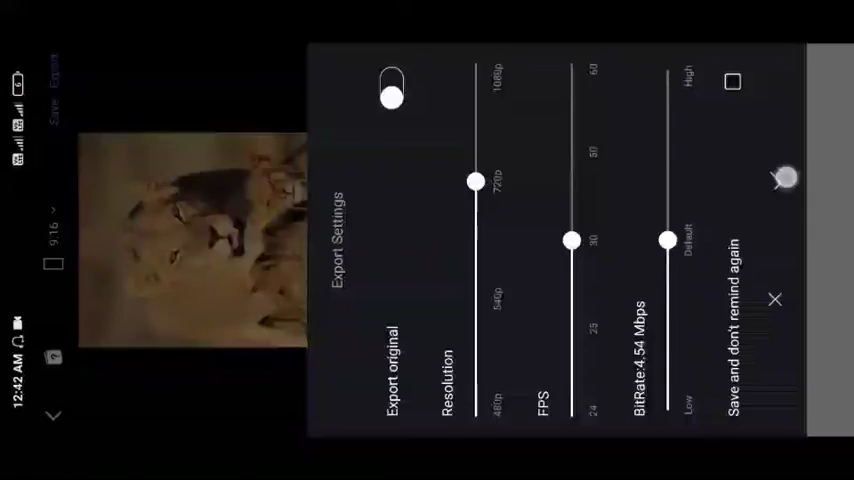 12:42 AM
6
9:16
Save Export
Export Settings
Export original
Resolution
480p 540p 720p 1080p
FPS
24 25 30 50 60
BitRate:4.54 Mbps
Low Default High
Save and don't remind again